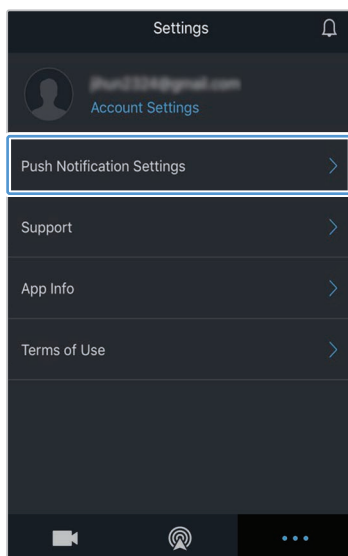 Settings
Account Settings
Push Notification Settings
Support
App Info
Terms of Use